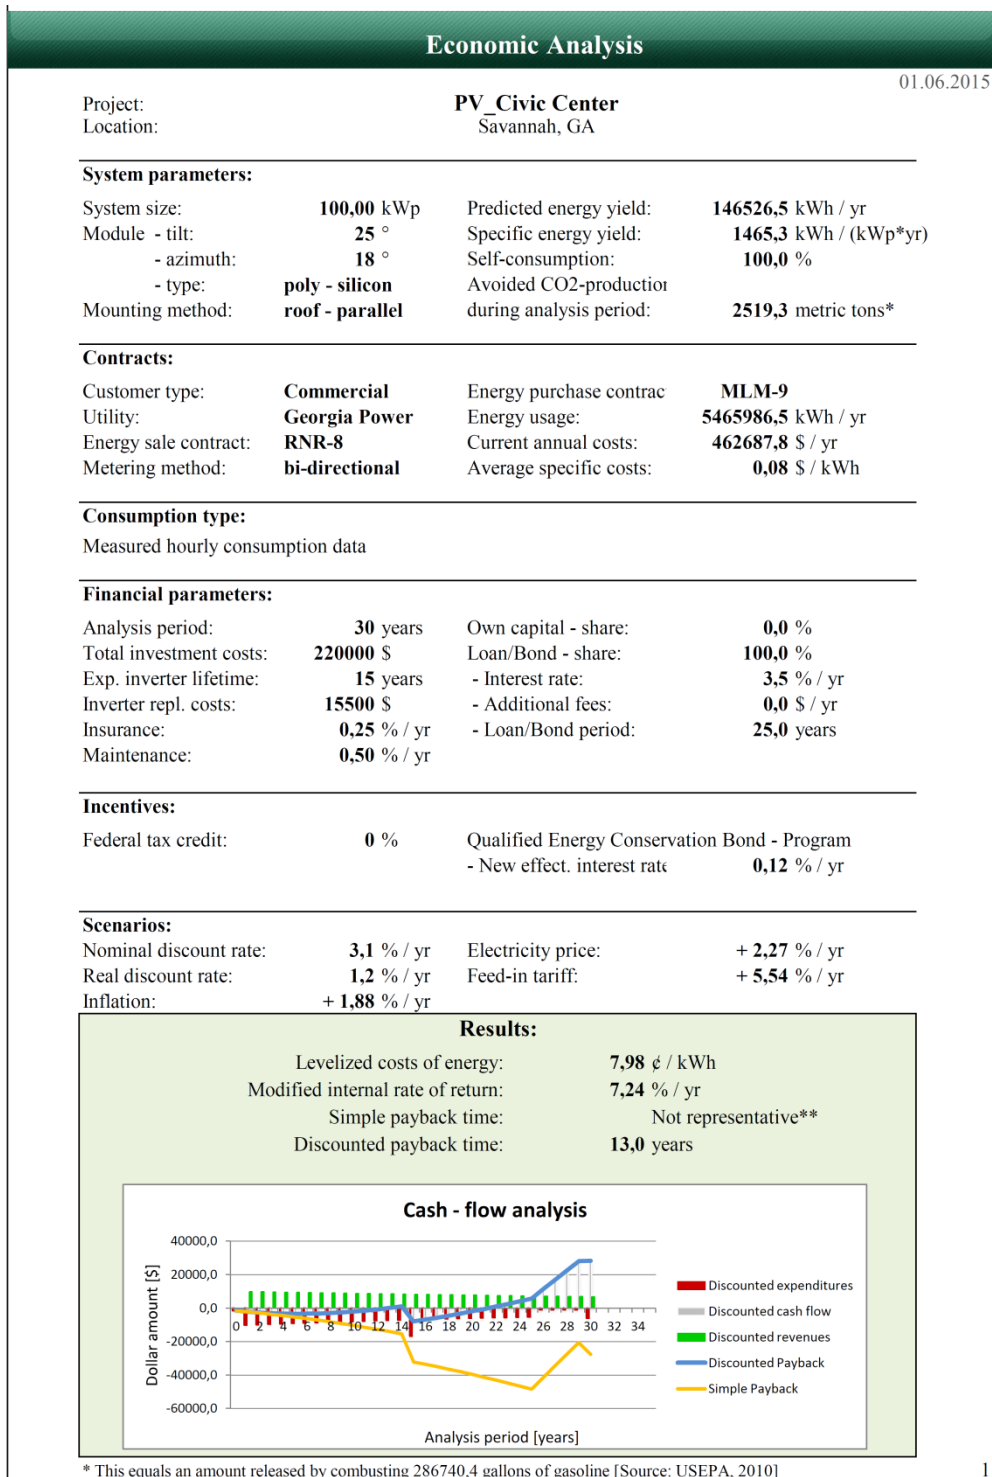 Economic Analysis
01.06.2015
Project: PV_Civic Center
Location: Savannah, GA
System parameters:
System size: 100,00 kWp Predicted energy yield: 146526,5 kWh / yr
Module - tilt: 25 ° Specific energy yield: 1465,3 kWh / (kWp*yr)
- azimuth: 18 ° Self-consumption: 100,0 %
- type: poly - silicon Avoided CO2-production
Mounting method: roof - parallel during analysis period: 2519,3 metric tons*
Contracts:
Customer type: Commercial Energy purchase contrac MLM-9
Utility: Georgia Power Energy usage: 5465986,5 kWh / yr
Energy sale contract: RNR-8 Current annual costs: 462687,8 $ / yr
Metering method: bi-directional Average specific costs: 0,08 $ / kWh
Consumption type:
Measured hourly consumption data
Financial parameters:
Analysis period: 30 years Own capital - share: 0,0 %
Total investment costs: 220000 $ Loan/Bond - share: 100,0 %
Exp. inverter lifetime: 15 years - Interest rate: 3,5 % / yr
Inverter repl. costs: 15500 $ - Additional fees: 0,0 $ / yr
Insurance: 0,25 % / yr - Loan/Bond period: 25,0 years
Maintenance: 0,50 % / yr
Incentives:
Federal tax credit: 0 % Qualified Energy Conservation Bond - Program
- New effect. interest rate 0,12 % / yr
Scenarios:
Nominal discount rate: 3,1 % / yr Electricity price: + 2,27 % / yr
Real discount rate: 1,2 % / yr Feed-in tariff: + 5,54 % / yr
Inflation: + 1,88 % / yr
Results:
Levelized costs of energy: 7,98 ¢ / kWh
Modified internal rate of return: 7,24 % / yr
Simple payback time: Not representative**
Discounted payback time: 13,0 years
Cash - flow analysis
Dollar amount [$]
40000,0
20000,0
0,0
-20000,0
-40000,0
-60000,0
0 2 4 6 8 10 12 14 16 18 20 22 24 26 28 30 32 34
Analysis period [years]
Discounted expenditures
Discounted cash flow
Discounted revenues
Discounted Payback
Simple Payback
* This equals an amount released by combusting 286740,4 gallons of gasoline [Source: USEPA, 2010] 1